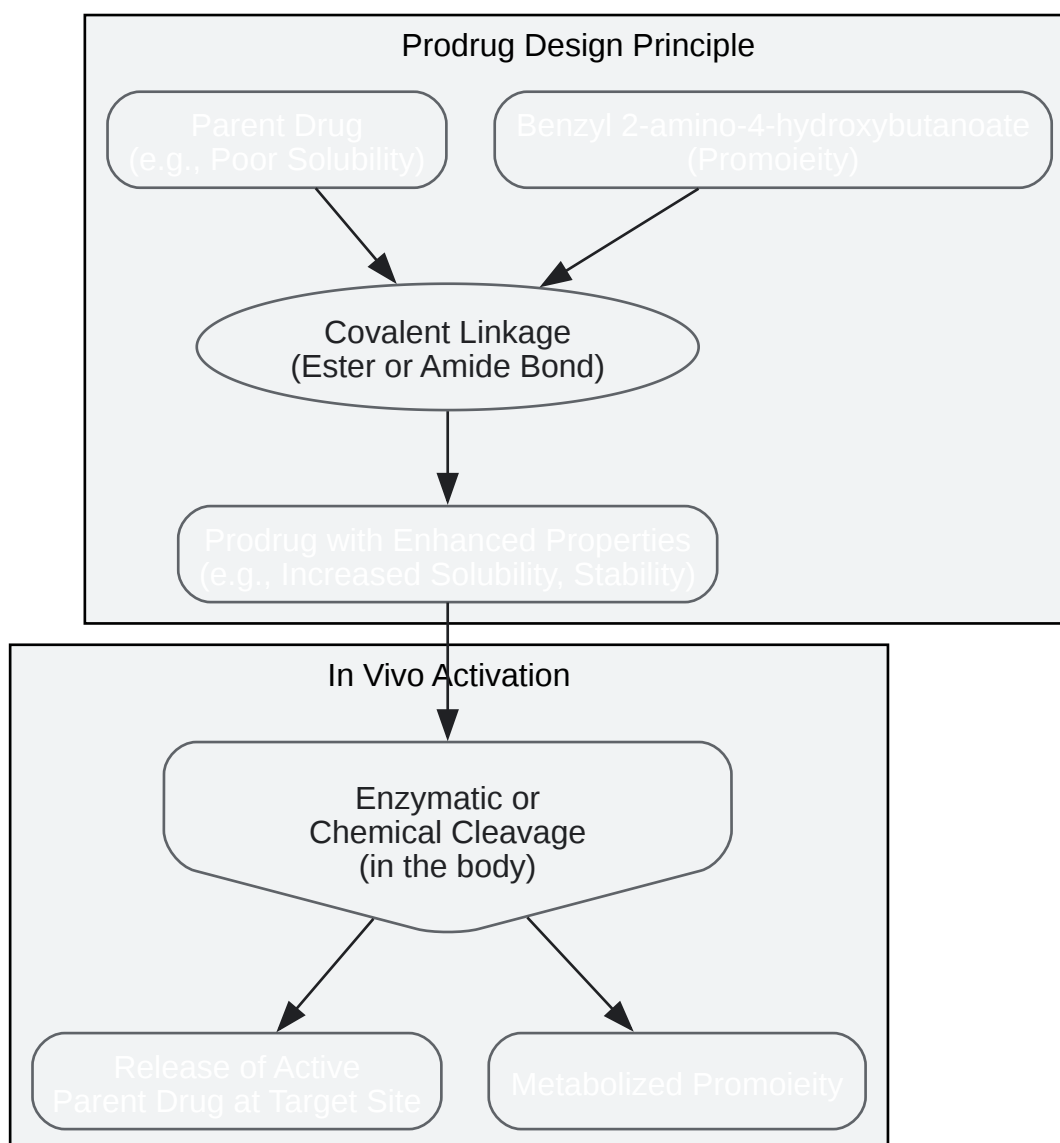 Prodrug Design Principle
Parent Drug
(e.g., Poor Solubility)
Benzyl 2-amino-4-hydroxybutanoate
(Promoieity)
Covalent Linkage
(Ester or Amide Bond)
Prodrug with Enhanced Properties
(e.g., Increased Solubility, Stability)
In Vivo Activation
Enzymatic or
Chemical Cleavage
(in the body)
Release of Active
Parent Drug at Target Site
Metabolized Promoieity